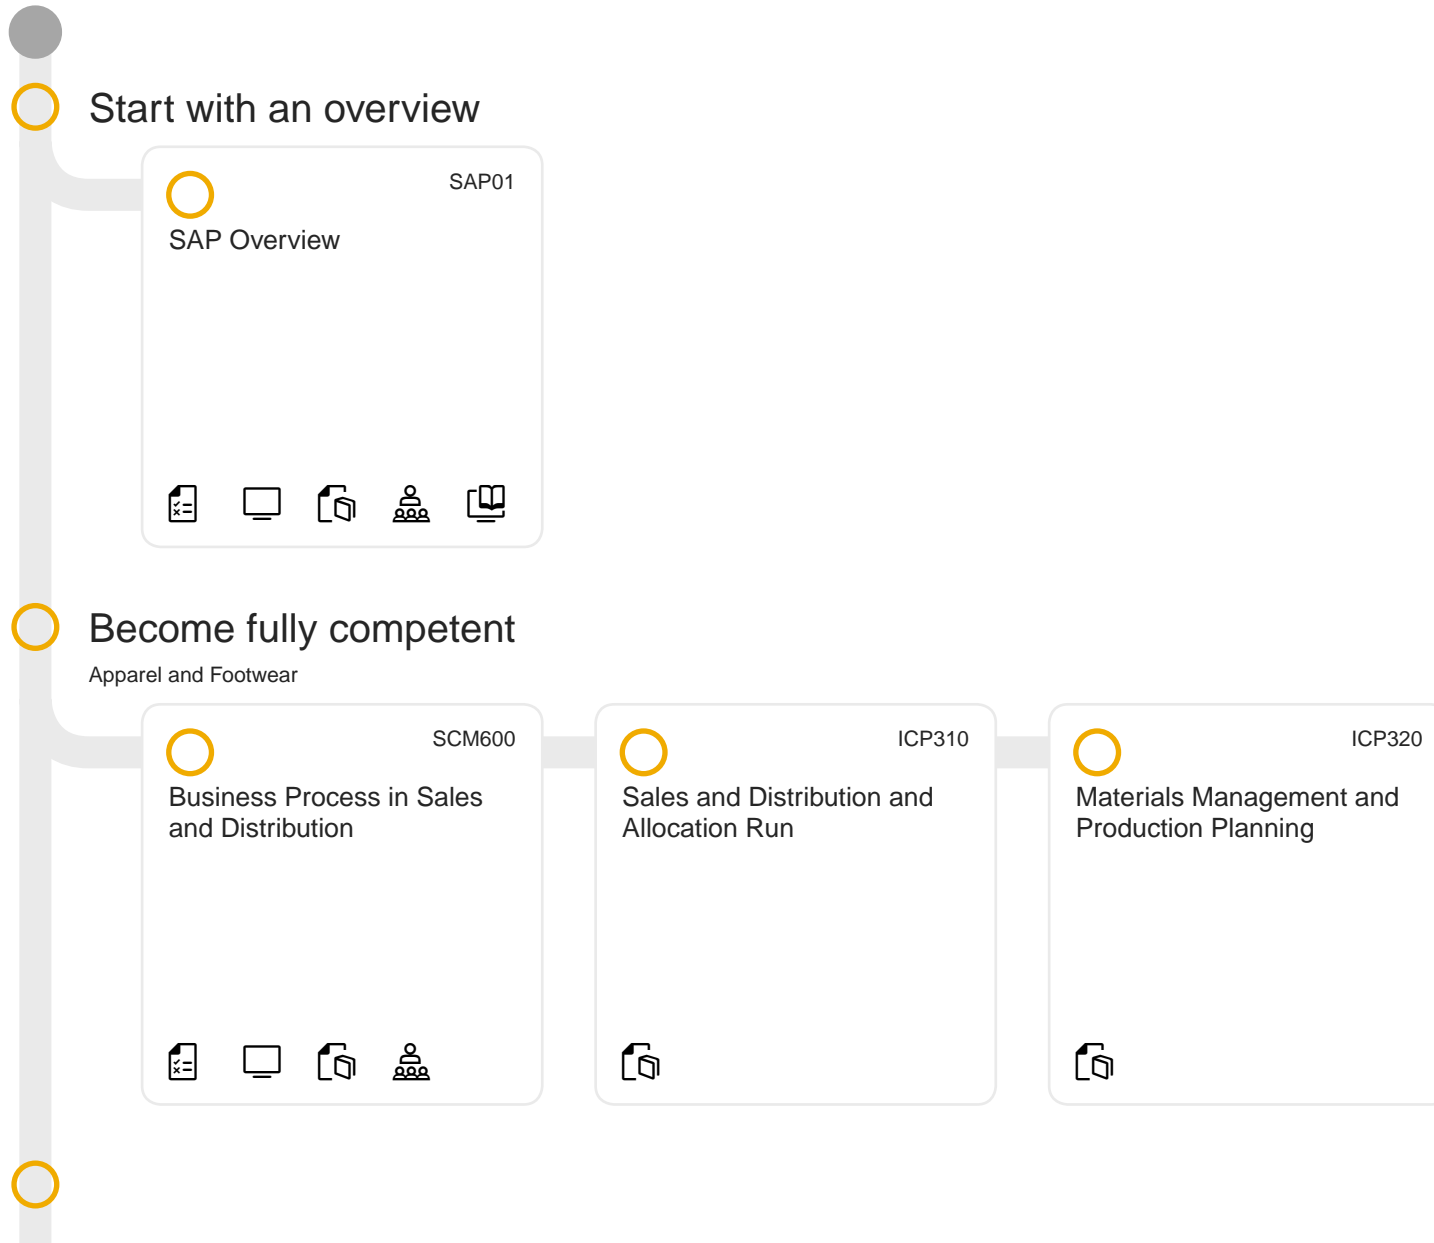 Start with an overview
SAP01
SAP Overview
Become fully competent
Apparel and Footwear
SCM600
Business Process in Sales
and Distribution
ICP310
Sales and Distribution and
Allocation Run
ICP320
Materials Management and
Production Planning